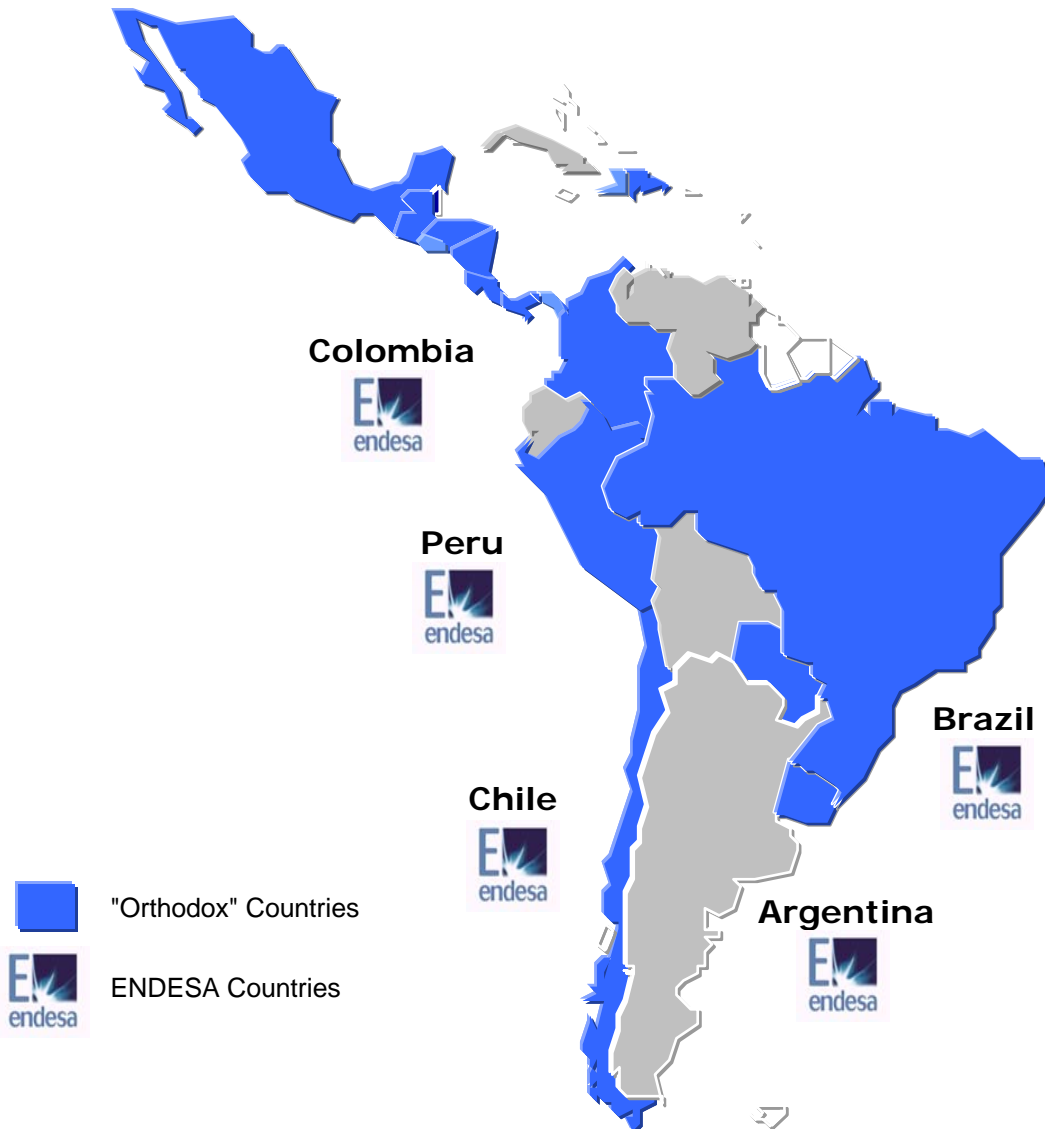 Colombia
E
endesa
Peru
E
endesa
Brazil
E
endesa
Chile
E
endesa
Argentina
E
endesa
"Orthodox" Countries
E
endesa
ENDESA Countries